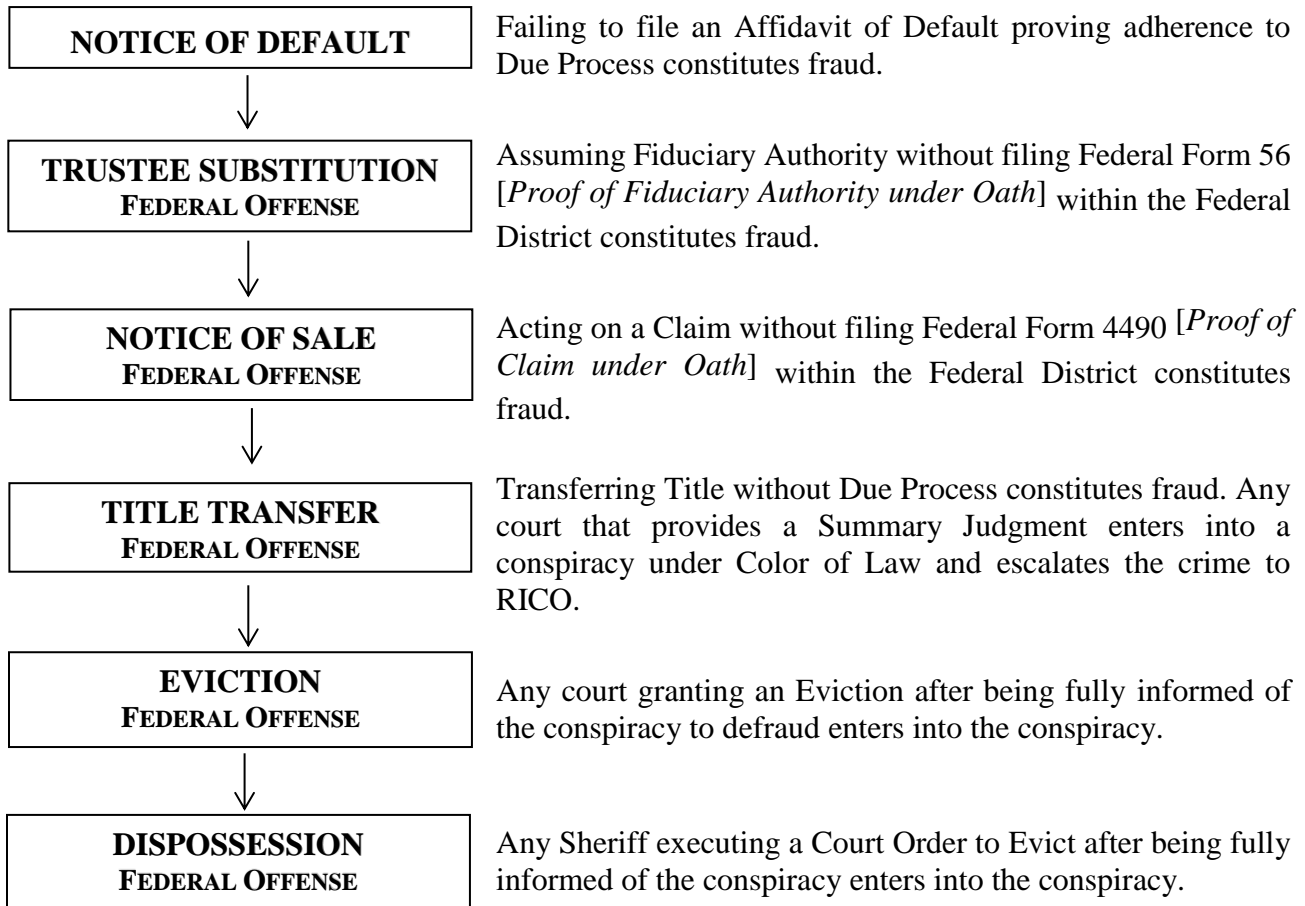 NOTICE OF DEFAULT
Failing to file an Affidavit of Default proving adherence to
Due Process constitutes fraud.
TRUSTEE SUBSTITUTION
FEDERAL OFFENSE
Assuming Fiduciary Authority without filing Federal Form 56
[Proof of Fiduciary Authority under Oath] within the Federal
District constitutes fraud.
NOTICE OF SALE
FEDERAL OFFENSE
Acting on a Claim without filing Federal Form 4490 [Proof of
Claim under Oath] within the Federal District constitutes
fraud.
TITLE TRANSFER
FEDERAL OFFENSE
Transferring Title without Due Process constitutes fraud. Any
court that provides a Summary Judgment enters into a
conspiracy under Color of Law and escalates the crime to
RICO.
EVICTION
FEDERAL OFFENSE
Any court granting an Eviction after being fully informed of
the conspiracy to defraud enters into the conspiracy.
DISPOSSESSION
FEDERAL OFFENSE
Any Sheriff executing a Court Order to Evict after being fully
informed of the conspiracy enters into the conspiracy.